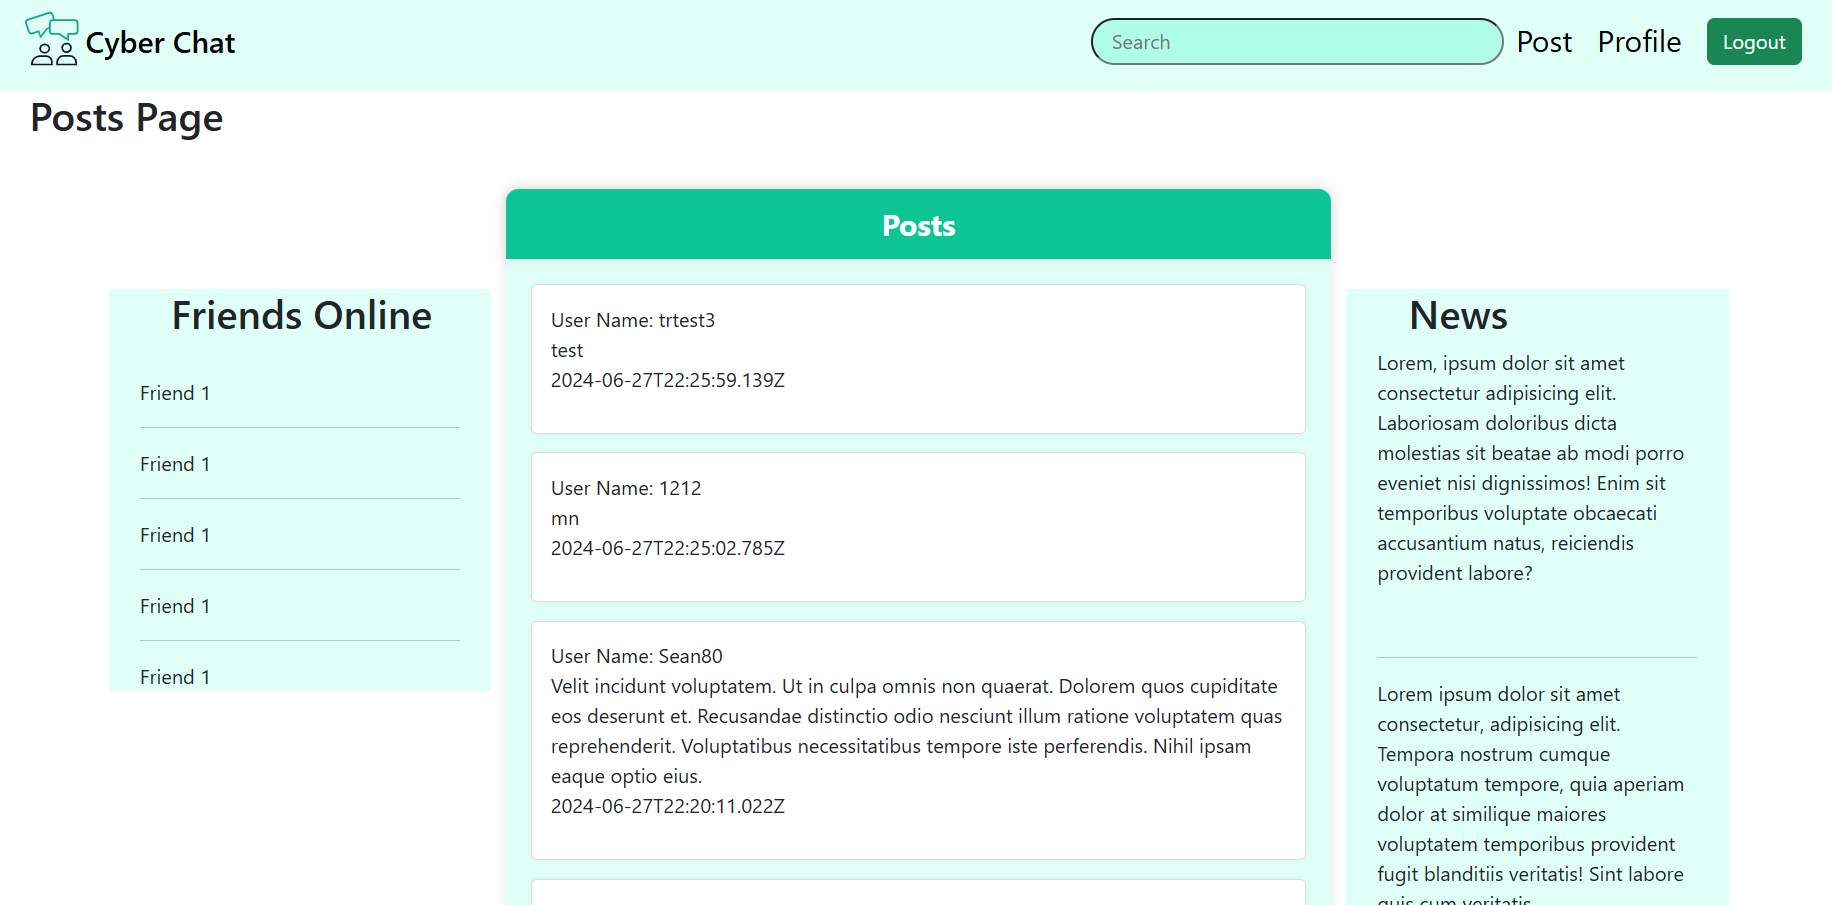 Cyber Chat
Search
Post
Profile
Logout
Posts Page
Friends Online
Friend 1
Friend 1
Friend 1
Friend 1
Friend 1
Posts
User Name: trtest3
test
2024-06-27T22:25:59.139Z
User Name: 1212
mn
2024-06-27T22:25:02.785Z
User Name: Sean80
Velit incidunt voluptatem. Ut in culpa omnis non quaerat. Dolorem quos cupiditate
eos deserunt et. Recusandae distinctio odio nesciunt illum ratione voluptatem quas
reprehenderit. Voluptatibus necessitatibus tempore iste perferendis. Nihil ipsam
eaque optio eius.
2024-06-27T22:20:11.022Z
News
Lorem, ipsum dolor sit amet
consectetur adipisicing elit.
Laboriosam doloribus dicta
molestias sit beatae ab modi porro
eveniet nisi dignissimos! Enim sit
temporibus voluptate obcaecati
accusantium natus, reiciendis
provident labore?
Lorem ipsum dolor sit amet
consectetur, adipisicing elit.
Tempora nostrum cumque
voluptatum tempore, quia aperiam
dolor at similique maiores
voluptatem temporibus provident
fugit blanditiis veritatis! Sint labore
quis cum veritatis